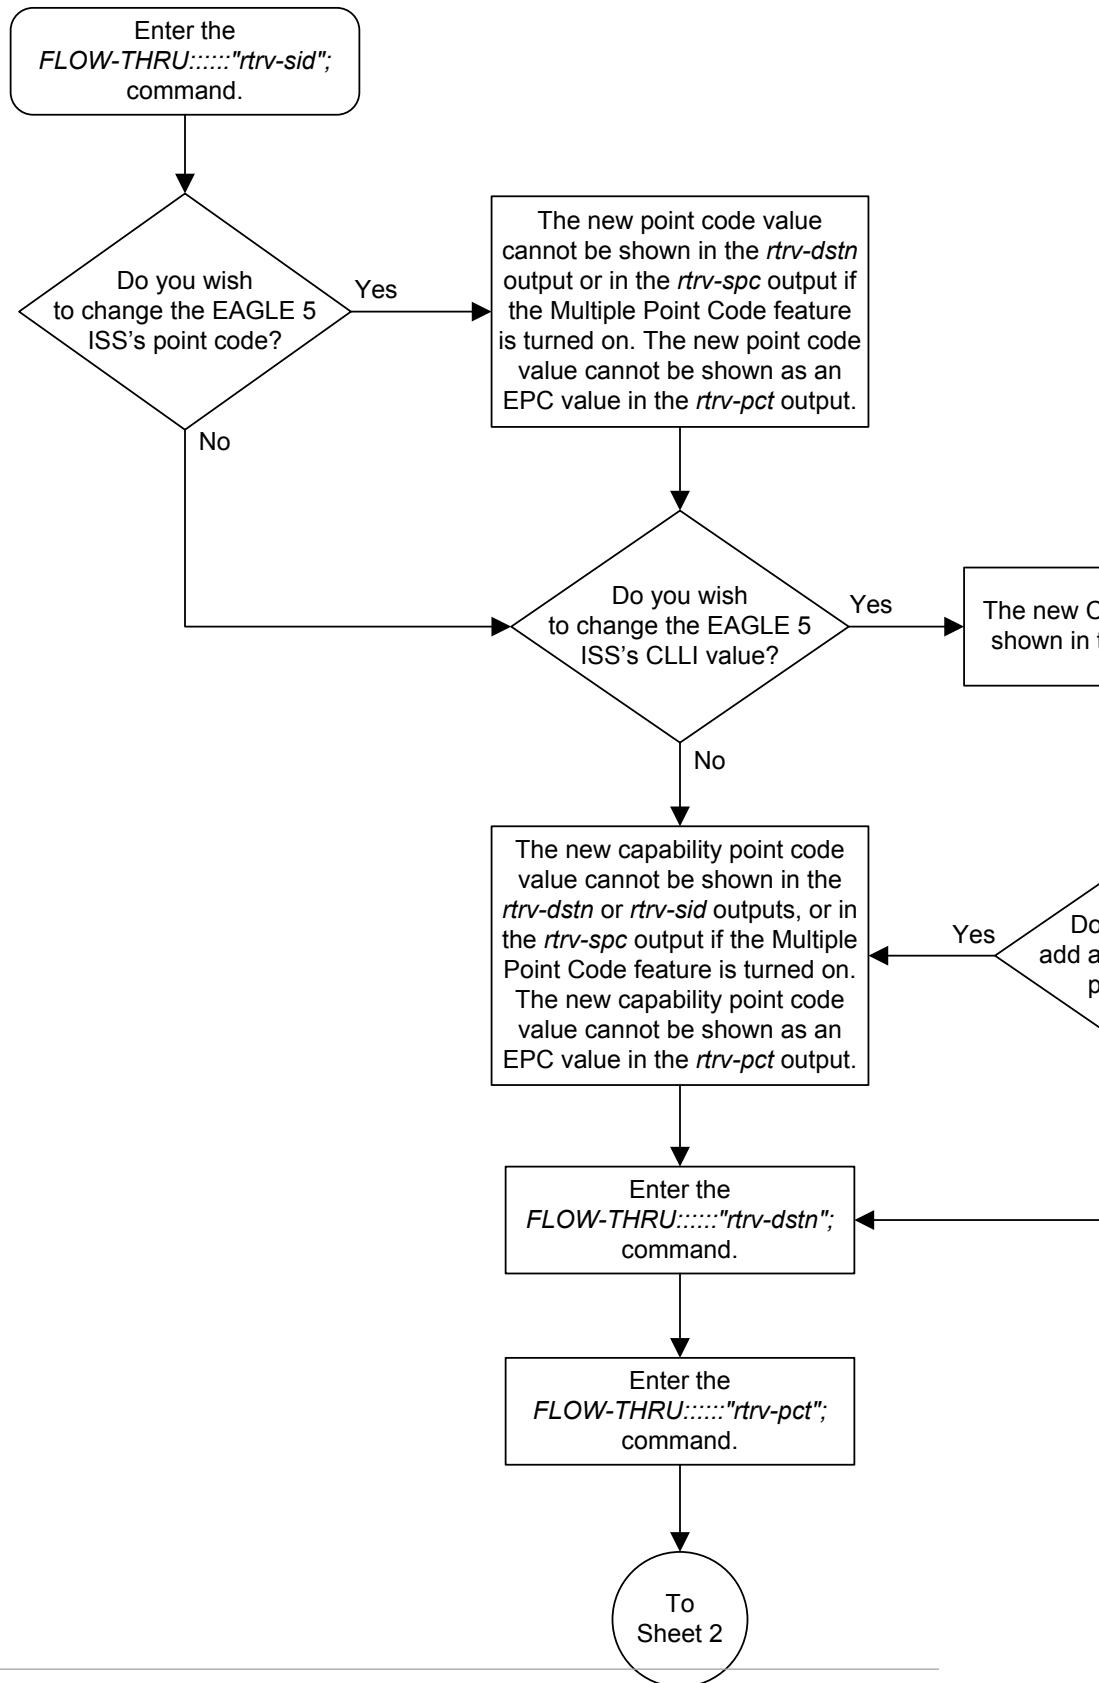 Enter the
FLOW-THRU::::::"rtrv-sid";
command.
Do you wish
to change the EAGLE 5
ISS's point code?
Yes
No
The new point code value
cannot be shown in the rtrv-dstn
output or in the rtrv-spc output if
the Multiple Point Code feature
is turned on. The new point code
value cannot be shown as an
EPC value in the rtrv-pct output.
Do you wish
to change the EAGLE 5
ISS's CLLI value?
Yes
No
The new
shown in
The new capability point code
value cannot be shown in the
rtrv-dstn or rtrv-sid outputs, or in
the rtrv-spc output if the Multiple
Point Code feature is turned on.
The new capability point code
value cannot be shown as an
EPC value in the rtrv-pct output.
Yes
Do
add
Enter the
FLOW-THRU::::::"rtrv-dstn";
command.
Enter the
FLOW-THRU::::::"rtrv-pct";
command.
To
Sheet 2